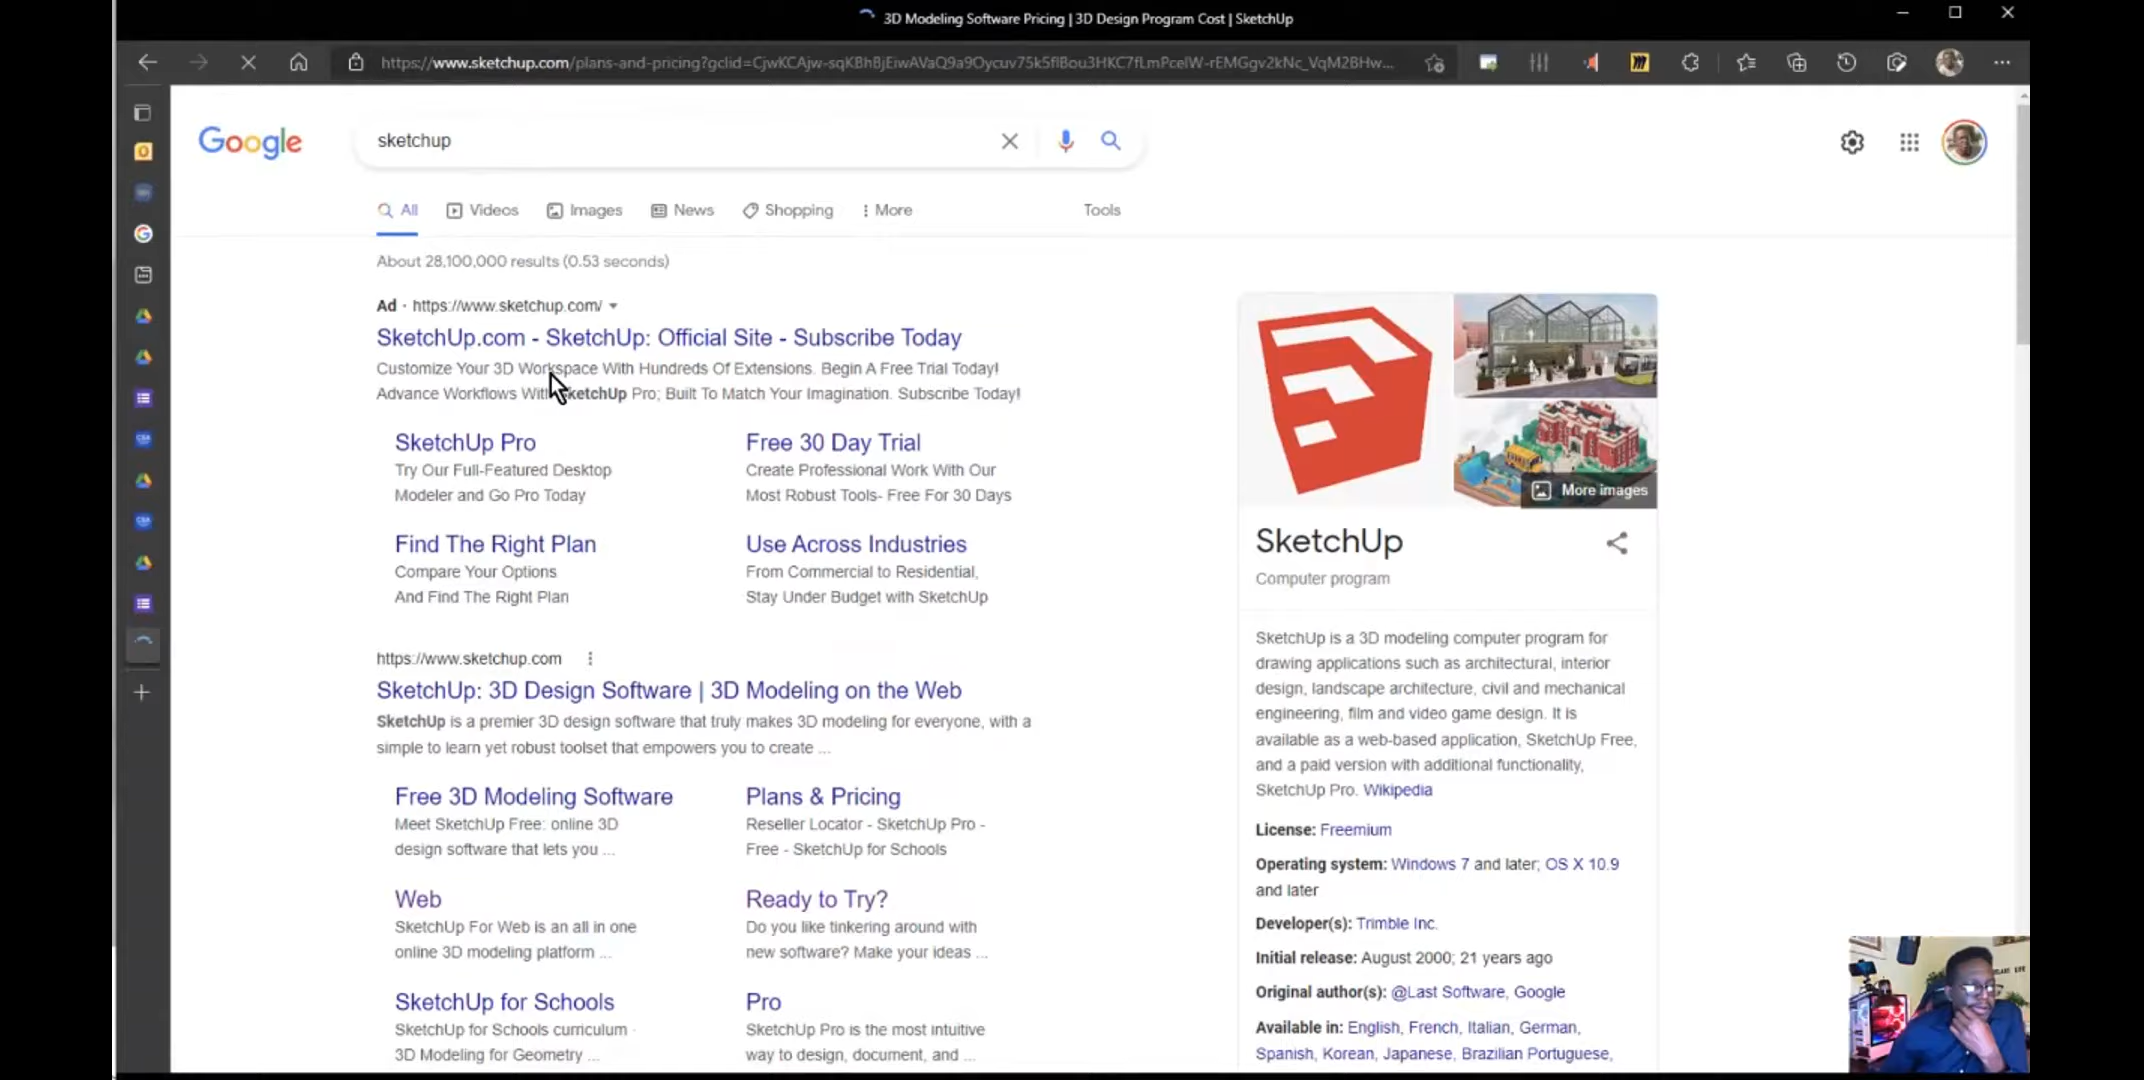 3D Modeling Software Pricing | 3D Design Program Cost | SketchUp
Google
sketchup
All
Videos
Images
News
Shopping
More
Tools
About 28,100,000 results (0.53 seconds)
Ad · https://www.sketchup.com/
SketchUp.com - SketchUp: Official Site - Subscribe Today
Customize Your 3D Workspace With Hundreds Of Extensions. Begin A Free Trial Today!
Advance Workflows With SketchUp Pro; Built To Match Your Imagination. Subscribe Today!
SketchUp Pro
Try Our Full-Featured Desktop
Modeler and Go Pro Today
Free 30 Day Trial
Create Professional Work With Our
Most Robust Tools- Free For 30 Days
Find The Right Plan
Compare Your Options
And Find The Right Plan
Use Across Industries
From Commercial to Residential,
Stay Under Budget with SketchUp
https://www.sketchup.com
SketchUp: 3D Design Software | 3D Modeling on the Web
SketchUp is a premier 3D design software that truly makes 3D modeling for everyone, with a
simple to learn yet robust toolset that empowers you to create ...
Free 3D Modeling Software
Meet SketchUp Free: online 3D
design software that lets you ...
Plans & Pricing
Reseller Locator - SketchUp Pro -
Free - SketchUp for Schools
Web
SketchUp For Web is an all in one
online 3D modeling platform ...
Ready to Try?
Do you like tinkering around with
new software? Make your ideas ...
SketchUp for Schools
SketchUp for Schools curriculum ·
3D Modeling for Geometry ...
Pro
SketchUp Pro is the most intuitive
way to design, document, and ...
More images
SketchUp
Computer program
SketchUp is a 3D modeling computer program for
drawing applications such as architectural, interior
design, landscape architecture, civil and mechanical
engineering, film and video game design. It is
available as a web-based application, SketchUp Free,
and a paid version with additional functionality,
SketchUp Pro. Wikipedia
License: Freemium
Operating system: Windows 7 and later; OS X 10.9
and later
Developer(s): Trimble Inc.
Initial release: August 2000; 21 years ago
Original author(s): @Last Software, Google
Available in: English, French, Italian, German,
Spanish, Korean, Japanese, Brazilian Portuguese,